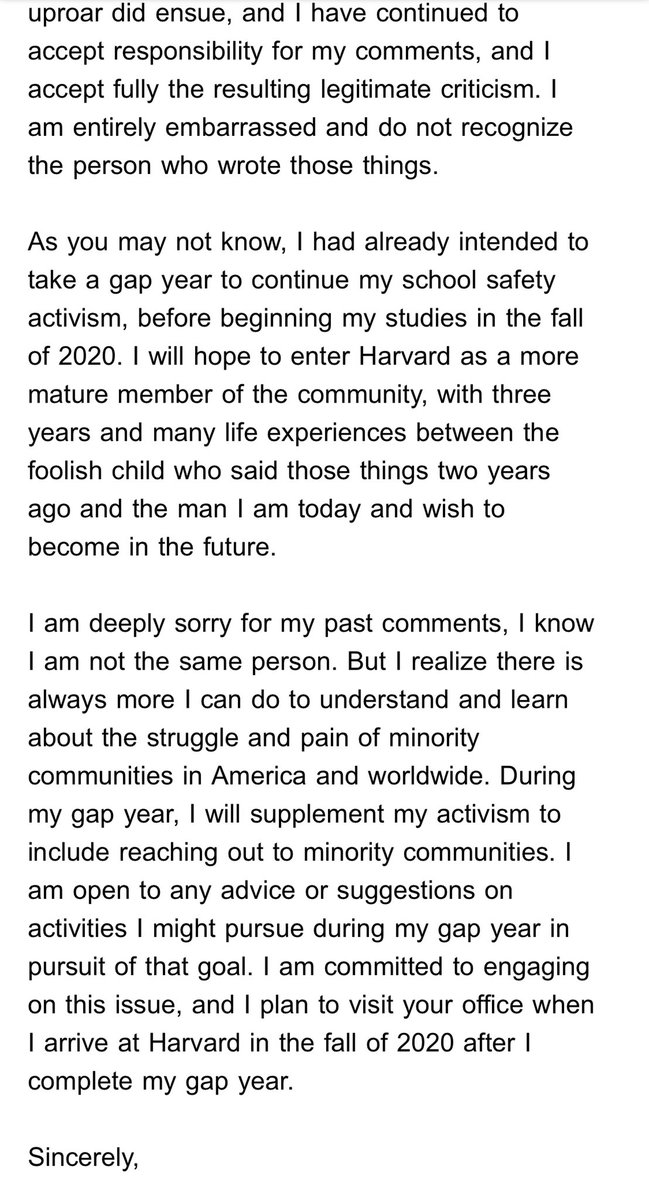 uproar did ensue, and I have continued to
accept responsibility for my comments, and I
accept fully the resulting legitimate criticism. I
am entirely embarrassed and do not recognize
the person who wrote those things.
As you may not know, I had already intended to
take a gap year to continue my school safety
activism, before beginning my studies in the fall
of 2020. I will hope to enter Harvard as a more
mature member of the community, with three
years and many life experiences between the
foolish child who said those things two years
ago and the man I am today and wish to
become in the future.
I am deeply sorry for my past comments, I know
I am not the same person. But I realize there is
always more I can do to understand and learn
about the struggle and pain of minority
communities in America and worldwide. During
my gap year, I will supplement my activism to
include reaching out to minority communities. I
am open to any advice or suggestions on
activities I might pursue during my gap year in
pursuit of that goal. I am committed to engaging
on this issue, and I plan to visit your office when
I arrive at Harvard in the fall of 2020 after I
complete my gap year.
Sincerely,